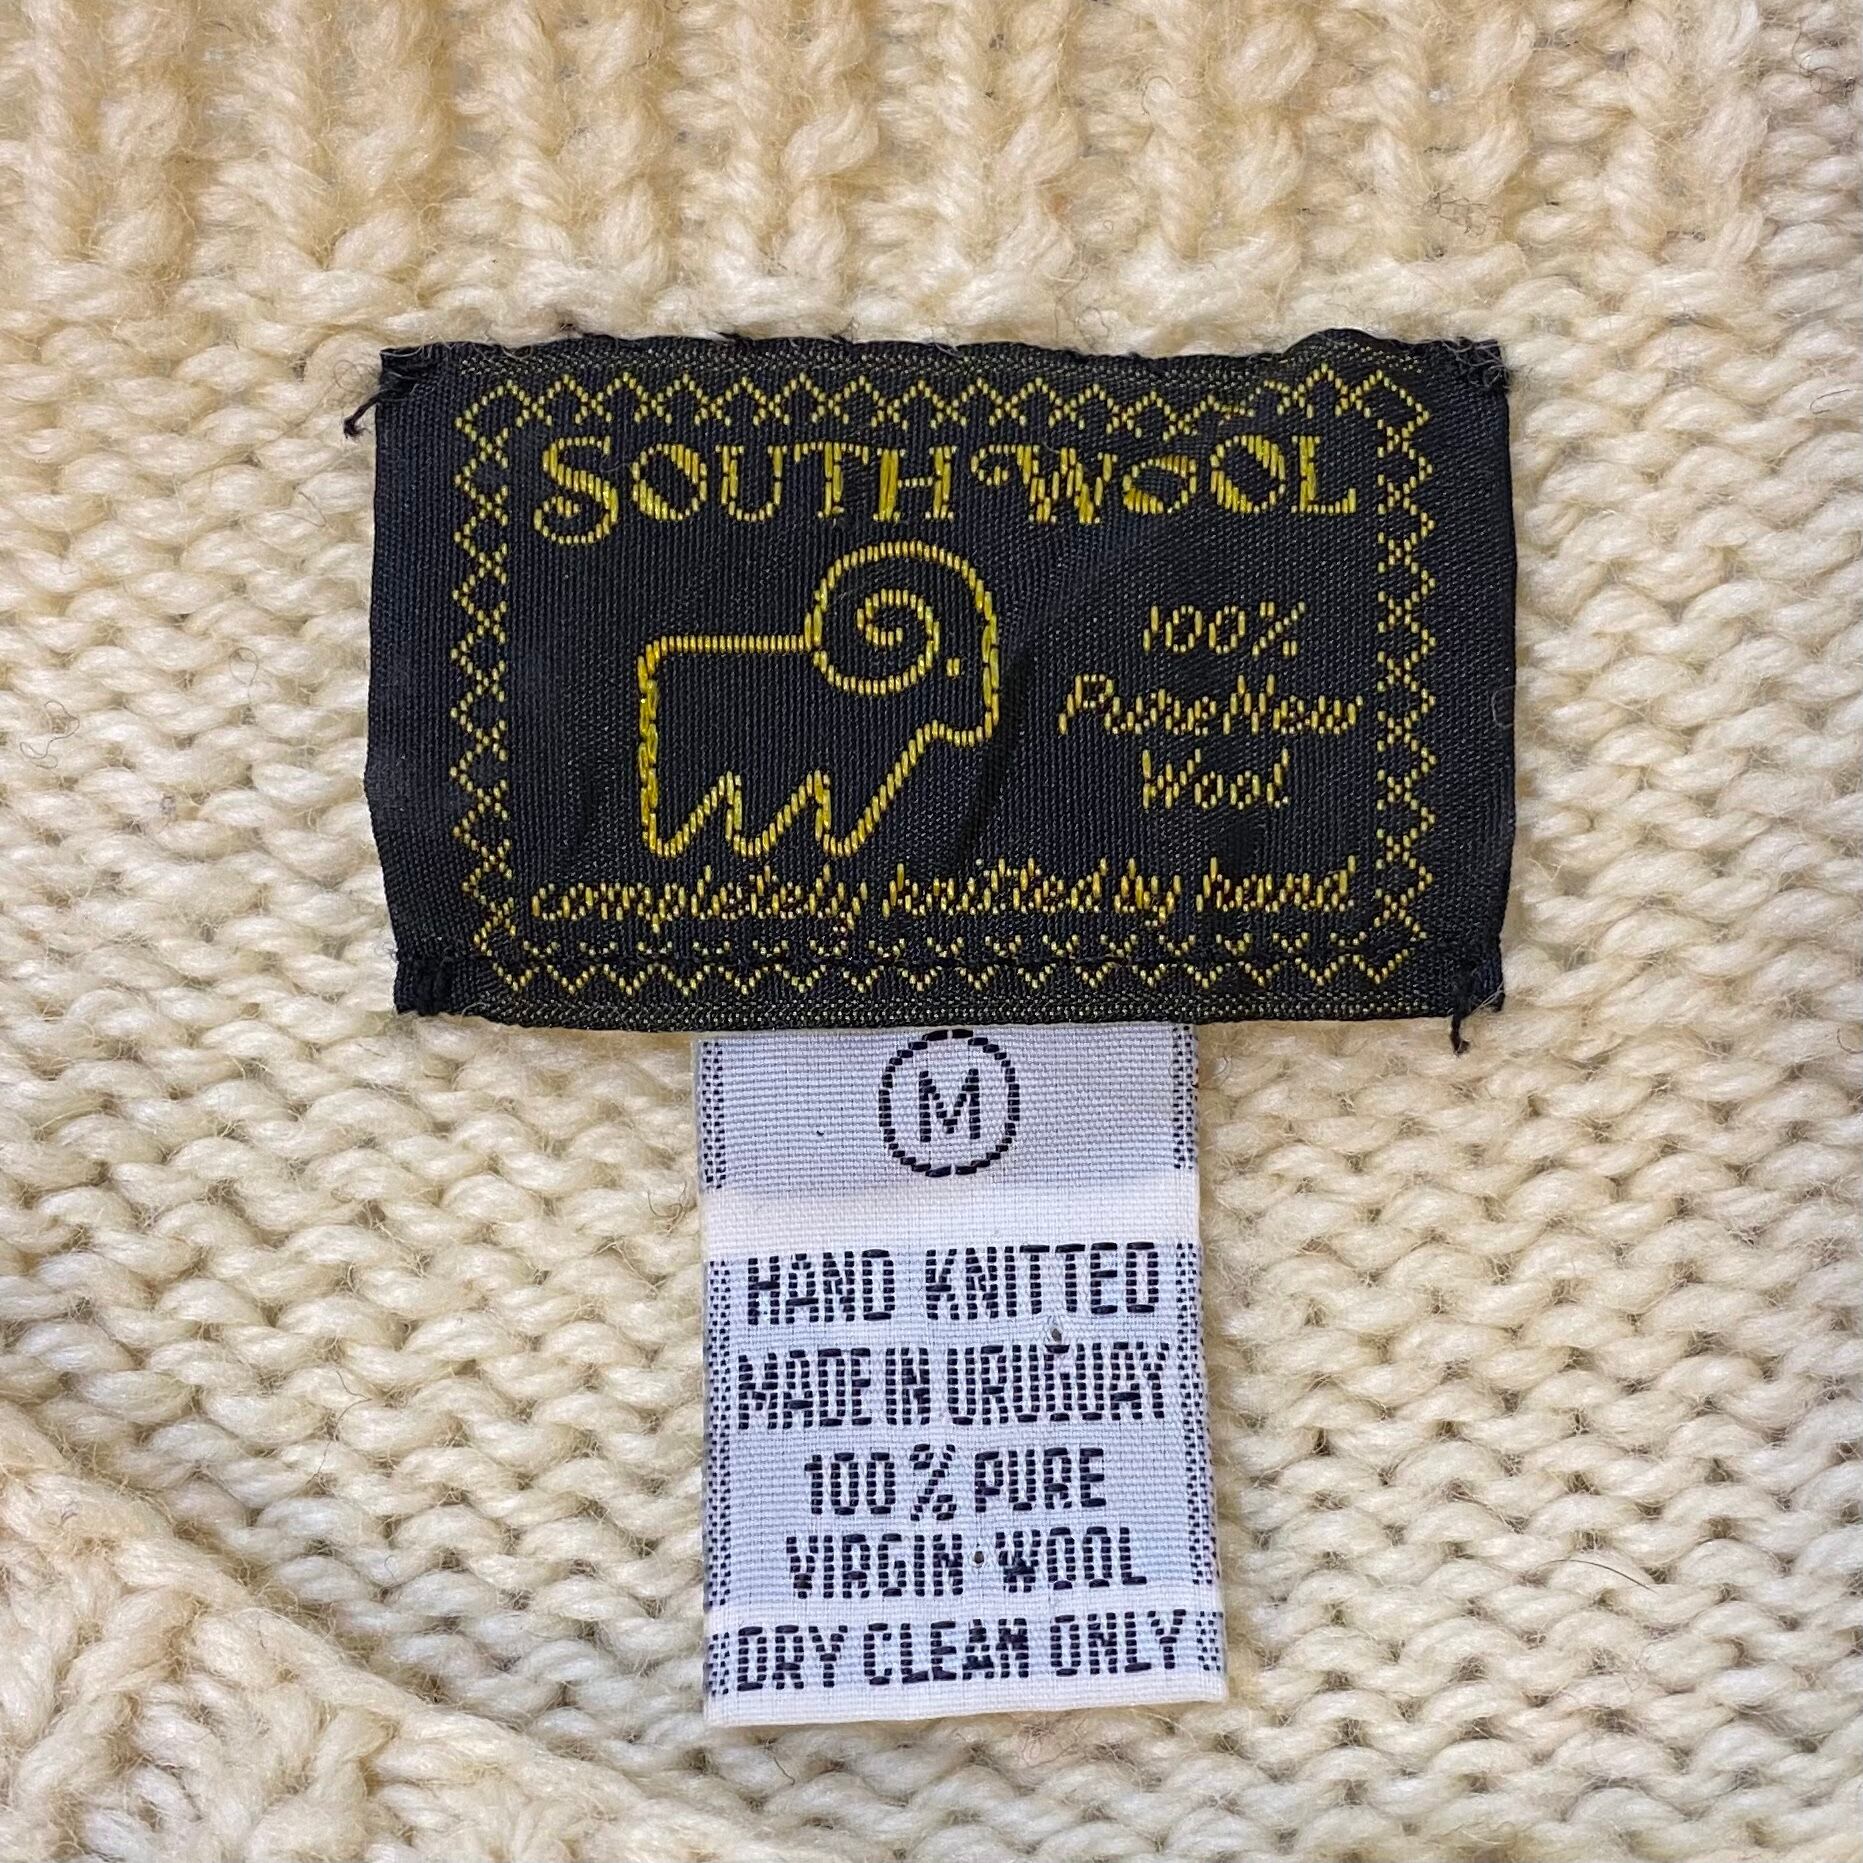 SOUTH WOOL
100%
Pure New
Wool
completely knitted by hand
M
HAND KNITTED
MADE IN URUGUAY
100% PURE
VIRGIN WOOL
DRY CLEAN ONLY